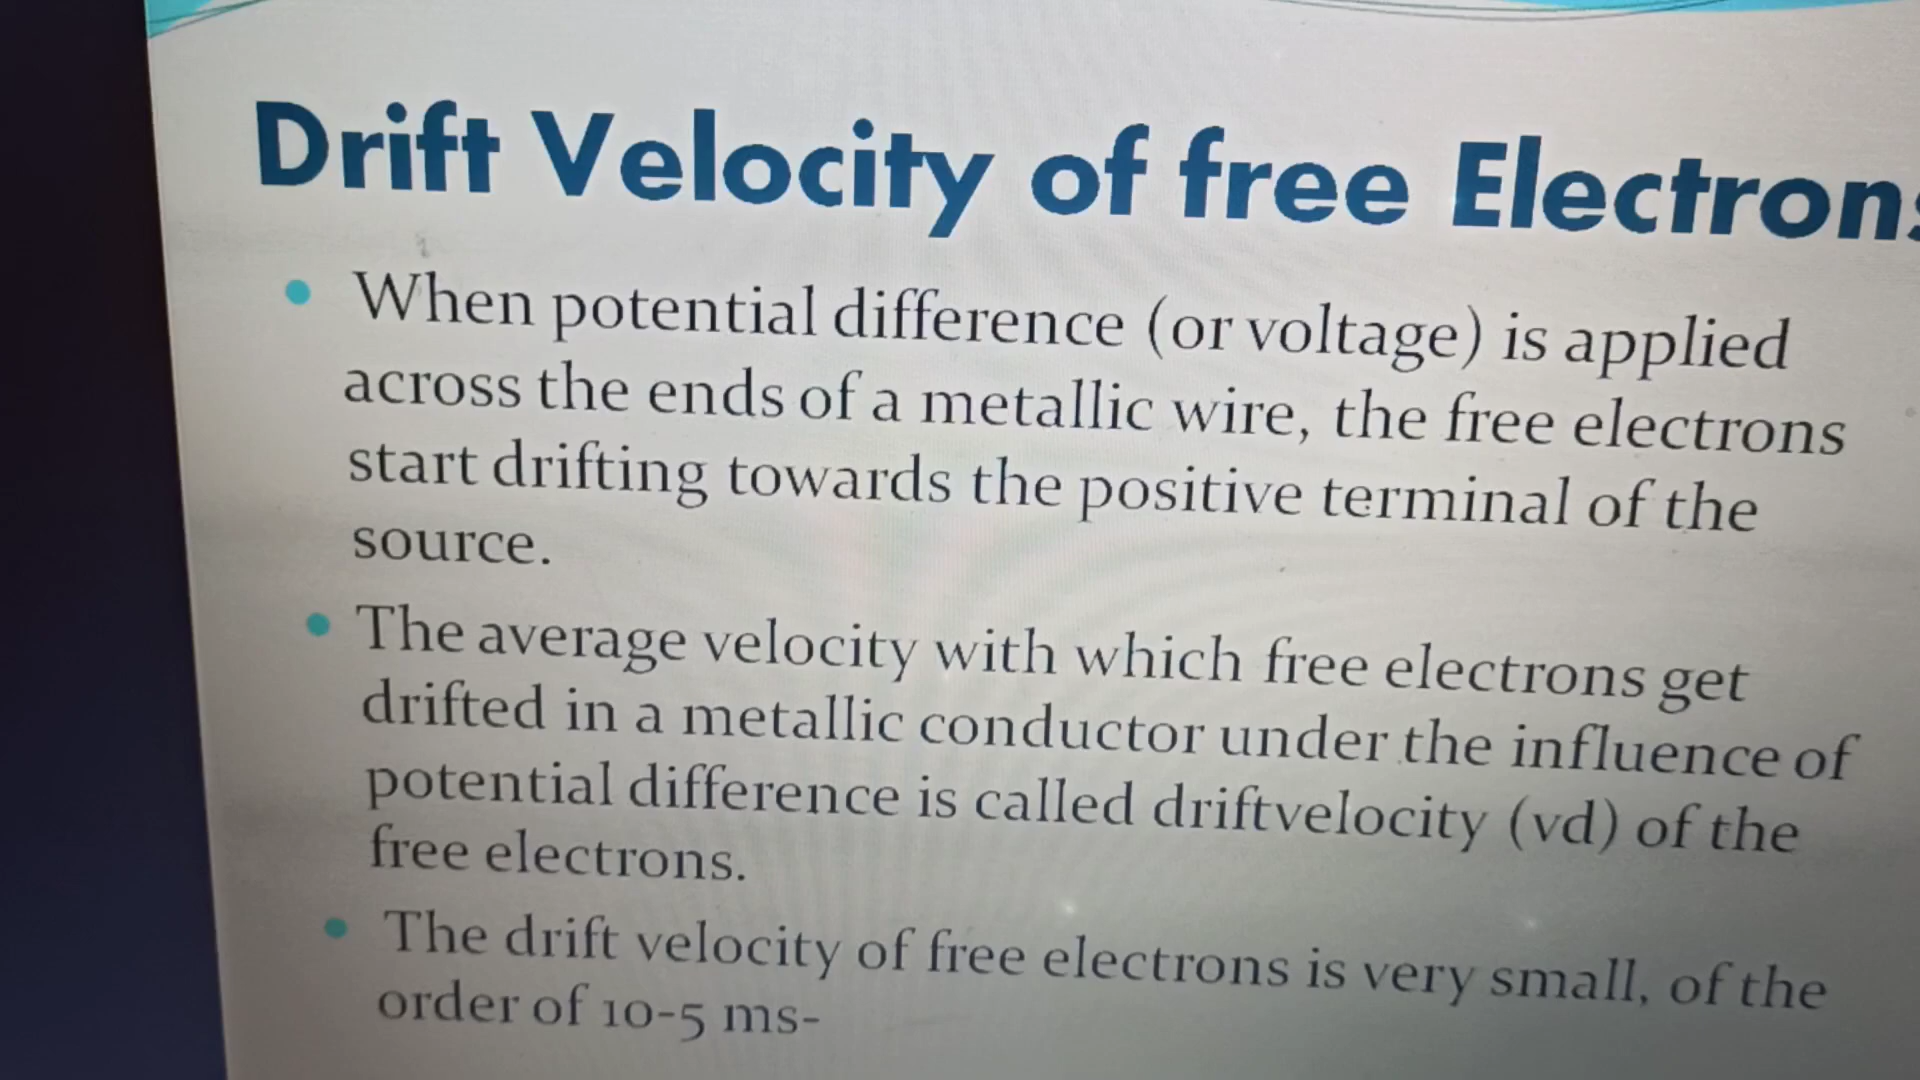 Drift Velocity of free Electrons
• When potential difference (or voltage) is applied
across the ends of a metallic wire, the free electrons
start drifting towards the positive terminal of the
source.
• The average velocity with which free electrons get
drifted in a metallic conductor under the influence of
potential difference is called driftvelocity (vd) of the
free electrons.
• The drift velocity of free electrons is very small, of the
order of 10-5 ms-